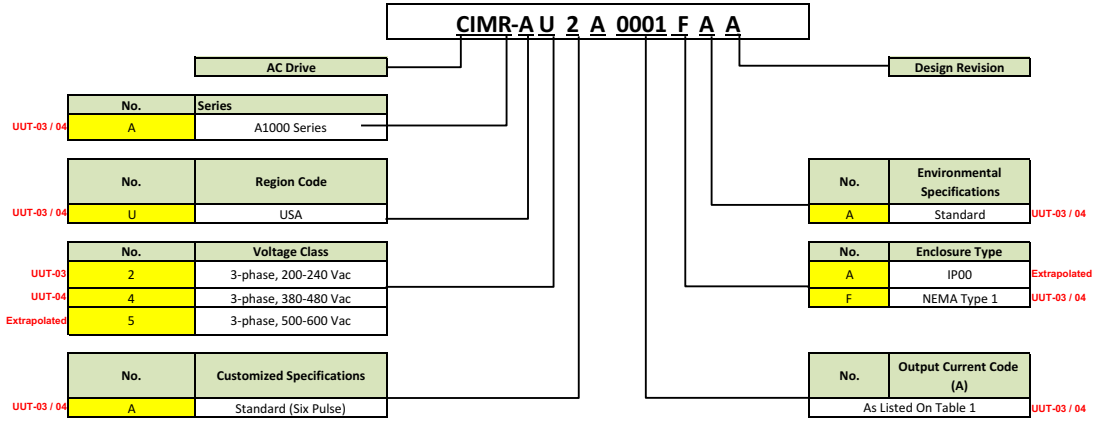 CIMR-A U 2 A 0001 F A A
AC Drive
Design Revision
No. Series
UUT-03 / 04 A A1000 Series
No. Region Code
UUT-03 / 04 U USA
No. Environmental Specifications
A Standard UUT-03 / 04
No. Voltage Class
UUT-03 2 3-phase, 200-240 Vac
UUT-04 4 3-phase, 380-480 Vac
Extrapolated 5 3-phase, 500-600 Vac
No. Enclosure Type
A IP00 Extrapolated
F NEMA Type 1 UUT-03 / 04
No. Customized Specifications
UUT-03 / 04 A Standard (Six Pulse)
No. Output Current Code (A)
As Listed On Table 1 UUT-03 / 04